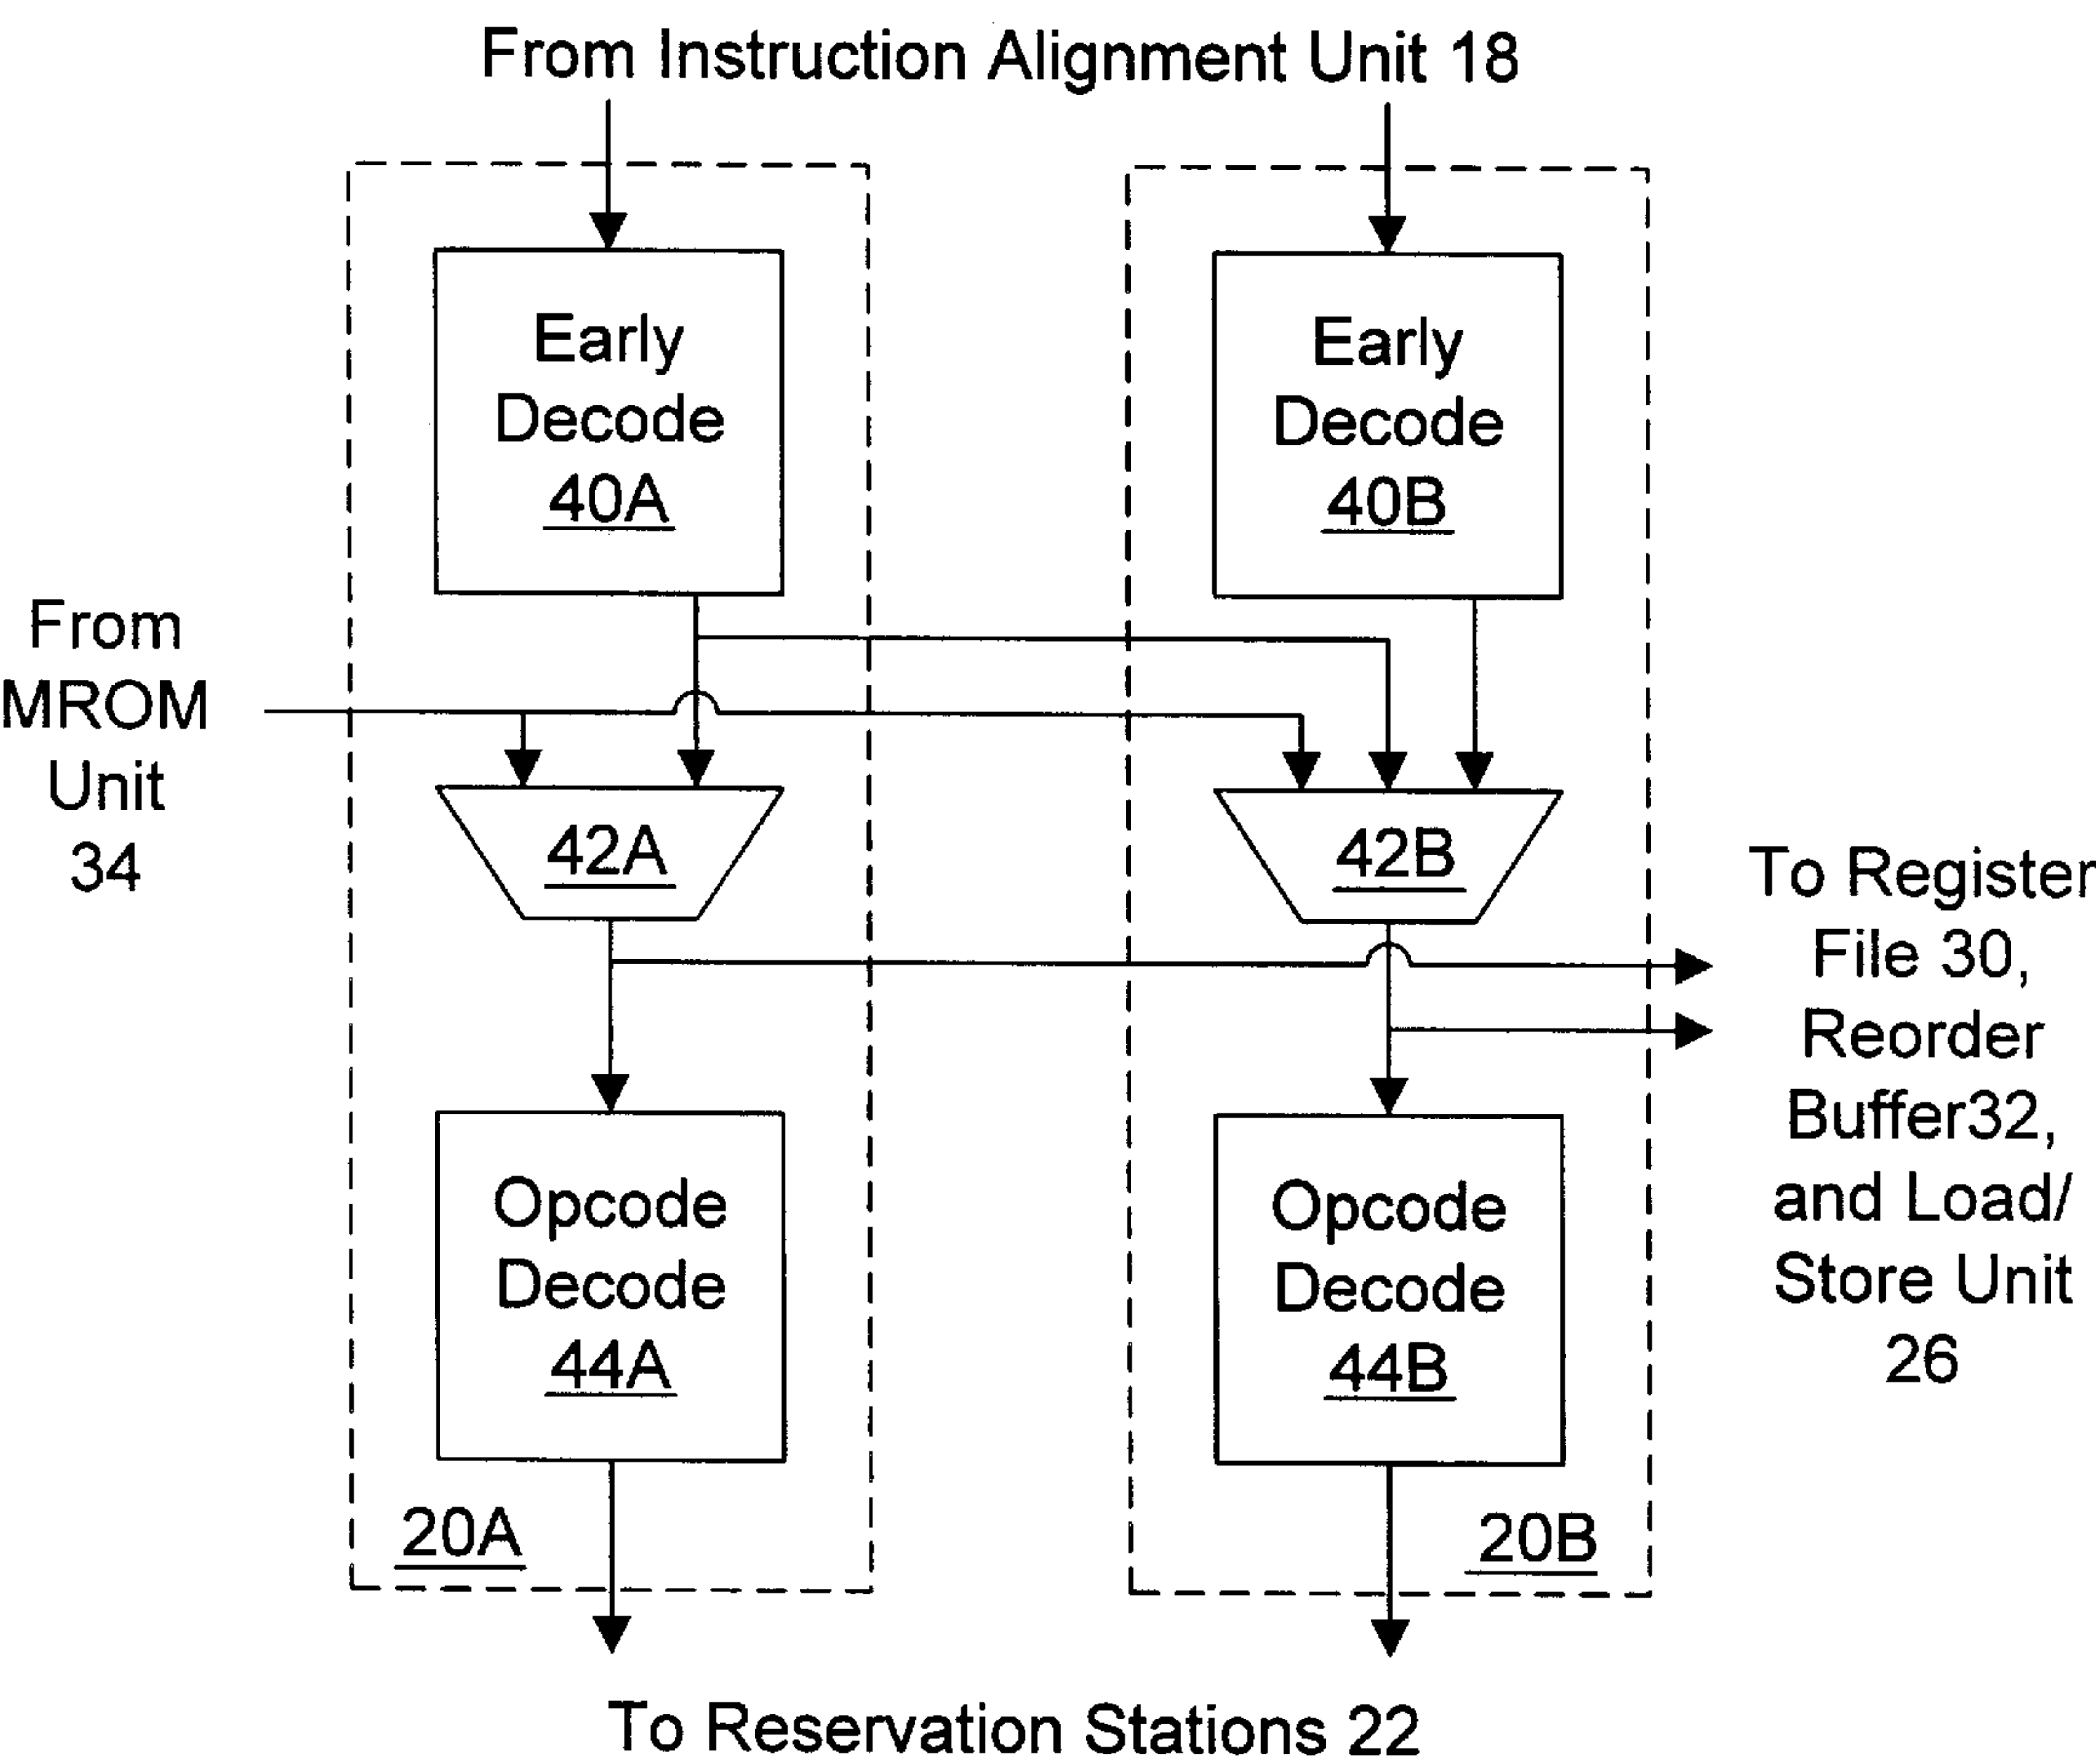 From Instruction Alignment Unit 18
Early
Decode
40A
Early
Decode
40B
From
MROM
Unit
34
42A
42B
To Register
File 30,
Reorder
Buffer32,
and Load/
Store Unit
26
Opcode
Decode
44A
Opcode
Decode
44B
20A
20B
To Reservation Stations 22